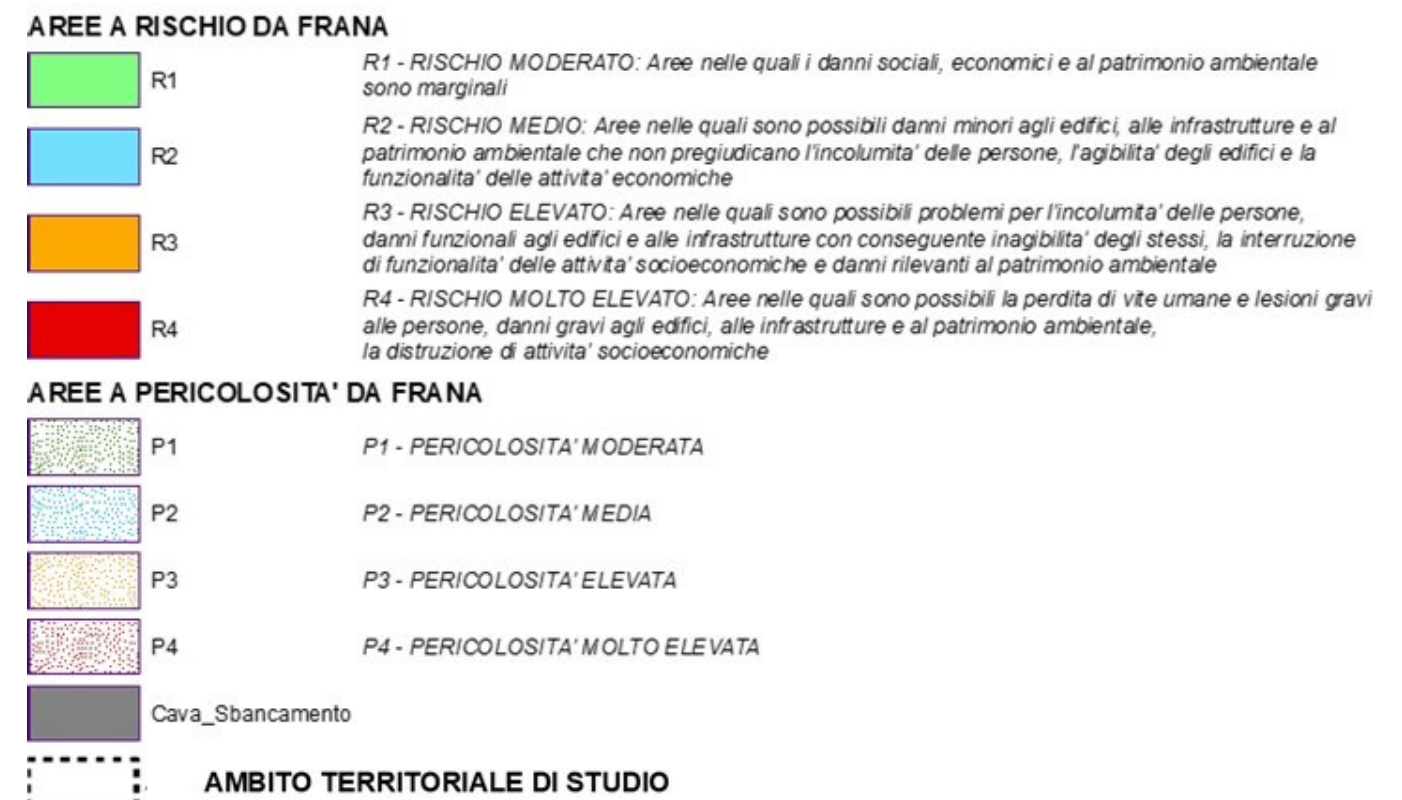 AREE A RISCHIO DA FRANA
R1
R1 - RISCHIO MODERATO: Aree nelle quali i danni sociali, economici e al patrimonio ambientale
sono marginali
R2
R2 - RISCHIO MEDIO: Aree nelle quali sono possibili danni minori agli edifici, alle infrastrutture e al
patrimonio ambientale che non pregiudicano l'incolumita' delle persone, l'agibilita' degli edifici e la
funzionalita' delle attivita' economiche
R3
R3 - RISCHIO ELEVATO: Aree nelle quali sono possibili problemi per l'incolumita' delle persone,
danni funzionali agli edifici e alle infrastrutture con conseguente inagibilita' degli stessi, la interruzione
di funzionalita' delle attivita' socioeconomiche e danni rilevanti al patrimonio ambientale
R4
R4 - RISCHIO MOLTO ELEVATO: Aree nelle quali sono possibili la perdita di vite umane e lesioni gravi
alle persone, danni gravi agli edifici, alle infrastrutture e al patrimonio ambientale,
la distruzione di attivita' socioeconomiche
AREE A PERICOLOSITA' DA FRANA
P1
P1 - PERICOLOSITA' MODERATA
P2
P2 - PERICOLOSITA' MEDIA
P3
P3 - PERICOLOSITA' ELEVATA
P4
P4 - PERICOLOSITA' MOLTO ELEVATA
Cava_Sbancamento
AMBITO TERRITORIALE DI STUDIO